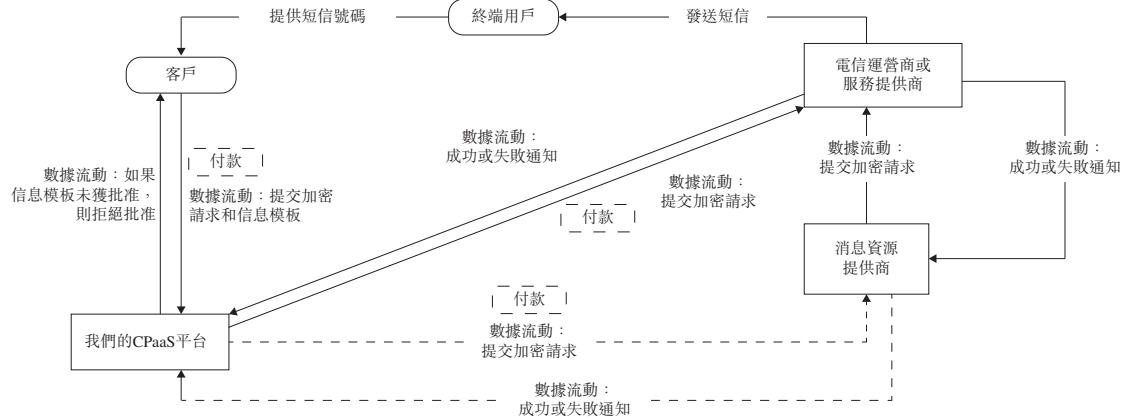 提供短信號碼
終端用戶
發送短信
客戶
電信運營商或
服務提供商
數據流動：如果
信息模板未獲批准，
則拒絕批准
付款
數據流動：提交加密
請求和信息模板
數據流動：
成功或失敗通知
數據流動：
提交加密請求
付款
數據流動：
提交加密請求
數據流動：
成功或失敗通知
消息資源
提供商
我們的CPaaS平台
付款
數據流動：
提交加密請求
數據流動：
成功或失敗通知